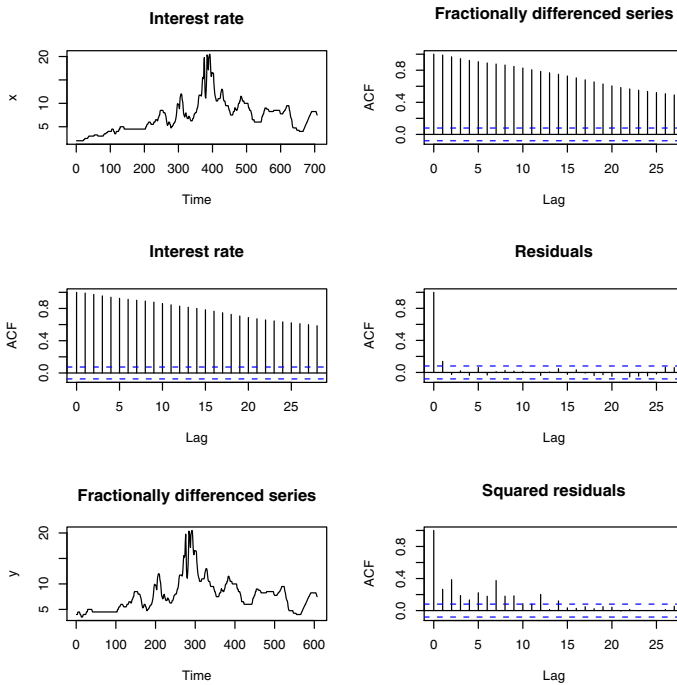 Interest rate
x
5 10 20
0 100 200 300 400 500 600 700
Time
Fractionally differenced series
ACF
0.0 0.4 0.8
0 5 10 15 20 25
Lag
Interest rate
ACF
0.0 0.4 0.8
0 5 10 15 20 25
Lag
Residuals
ACF
0.0 0.4 0.8
0 5 10 15 20 25
Lag
Fractionally differenced series
y
5 10 20
0 100 200 300 400 500 600
Time
Squared residuals
ACF
0.0 0.4 0.8
0 5 10 15 20 25
Lag